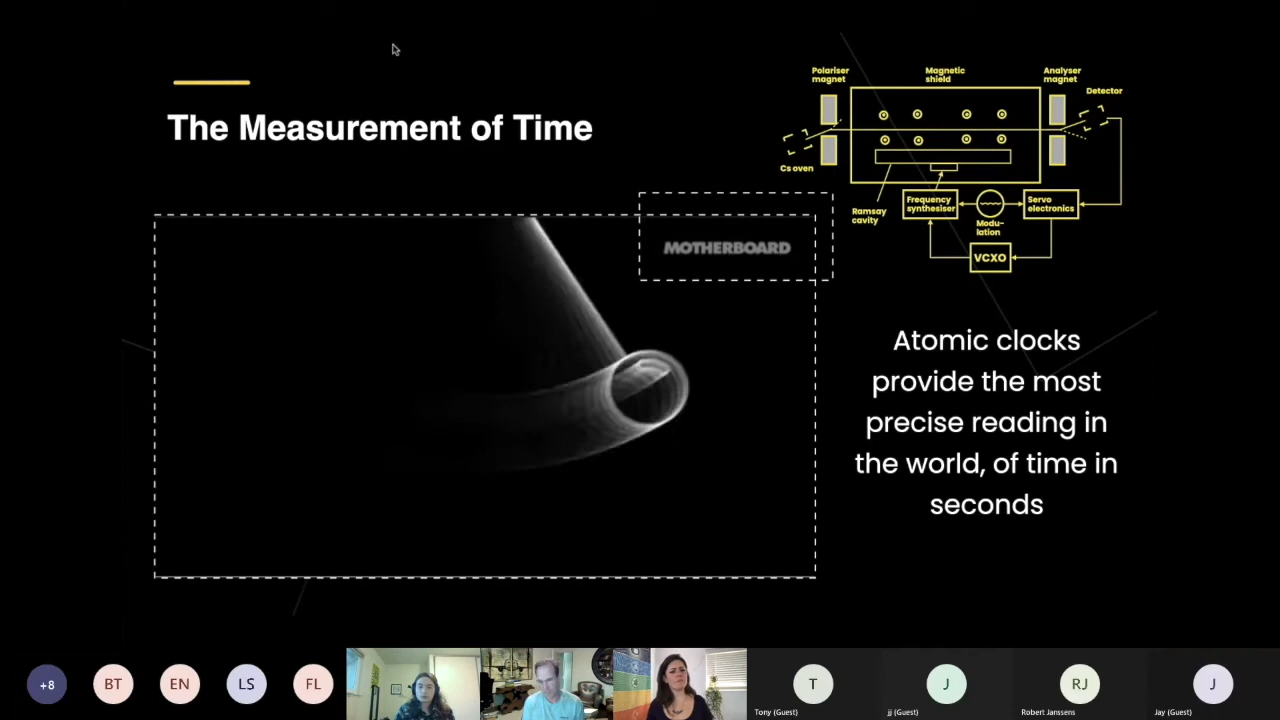 The Measurement of Time
Polariser
magnet
Magnetic
shield
Analyser
magnet
Detector
Cs oven
Ramsay
cavity
Frequency
synthesiser
Modu-
lation
Servo
electronics
VCXO
MOTHERBOARD
Atomic clocks
provide the most
precise reading in
the world, of time in
seconds
+8
BT
EN
LS
FL
T
Tony (Guest)
J
jj (Guest)
RJ
Robert Janssens
J
Jay (Guest)